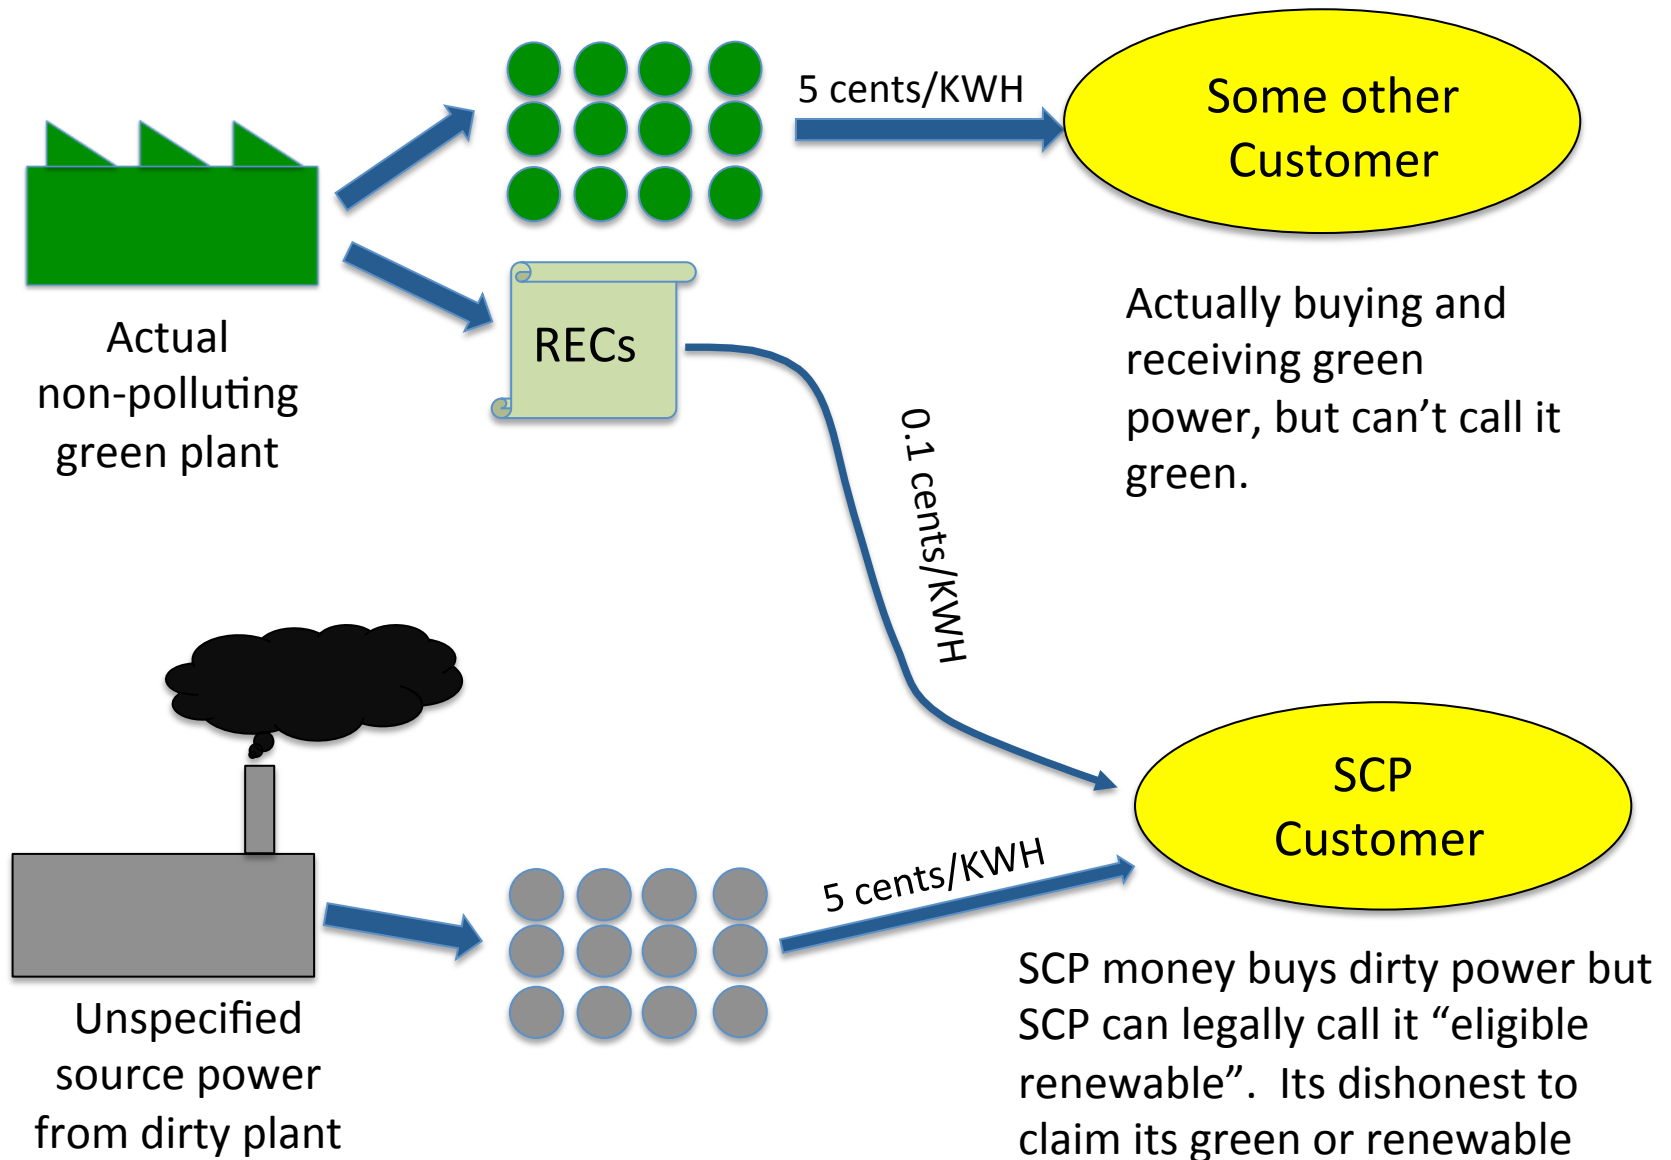 5 cents/KWH
Some other
Customer
Actual
non-polluting
green plant
RECs
Actually buying and
receiving green
power, but can’t call it
green.
0.1 cents/KWH
SCP
Customer
5 cents/KWH
Unspecified
source power
from dirty plant
SCP money buys dirty power but
SCP can legally call it “eligible
renewable”.  Its dishonest to
claim its green or renewable